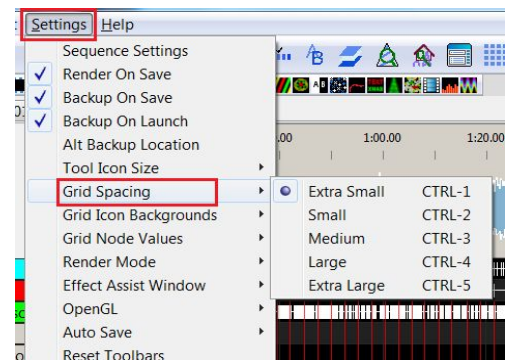 Settings Help
Sequence Settings
Render On Save
Backup On Save
Backup On Launch
Alt Backup Location
Tool Icon Size
Grid Spacing
Grid Icon Backgrounds
Grid Node Values
Render Mode
Effect Assist Window
OpenGL
Auto Save
Reset Toolbars
.00 1:00.00 1:20.00
Extra Small CTRL-1
Small CTRL-2
Medium CTRL-3
Large CTRL-4
Extra Large CTRL-5